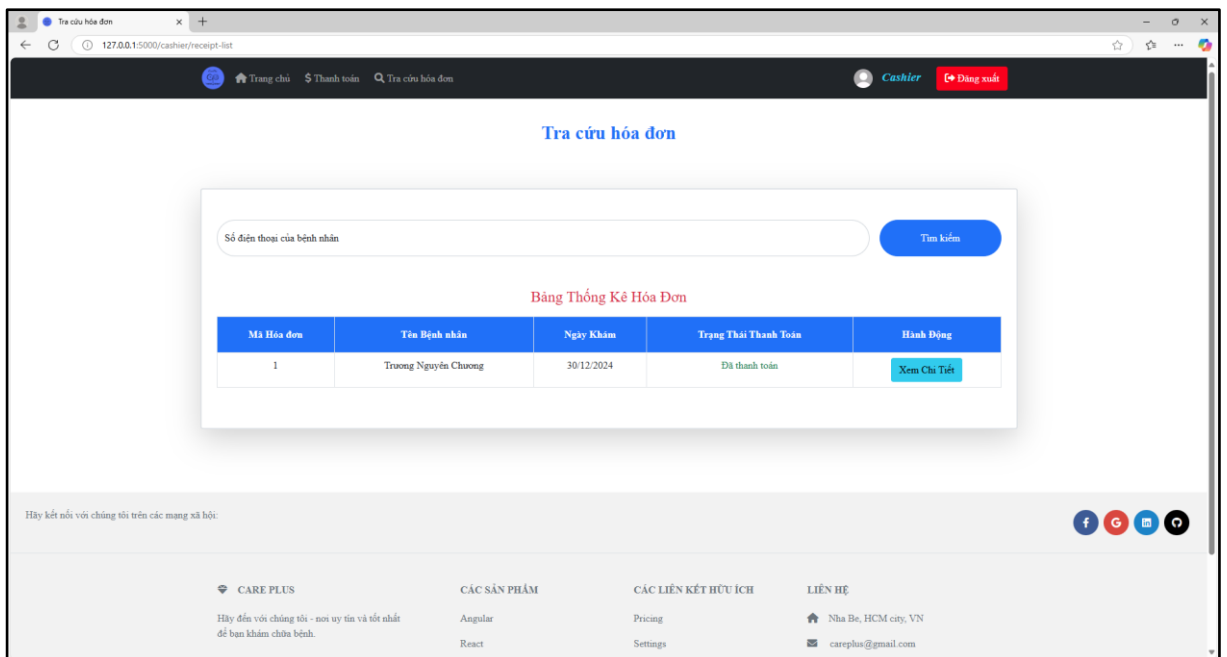 Tra cứu hóa đơn
127.0.0.1:5000/cashier/receipt-list
Trang chủ $ Thanh toán Tra cứu hóa đơn Cashier Đăng xuất
Tra cứu hóa đơn
Số điện thoại của bệnh nhân Tìm kiếm
Bảng Thống Kê Hóa Đơn
Mã Hóa đơn Tên Bệnh nhân Ngày Khám Trạng Thái Thanh Toán Hành Động
1 Trương Nguyên Chương 30/12/2024 Đã thanh toán Xem Chi Tiết
Hãy kết nối với chúng tôi trên các mạng xã hội:
CARE PLUS CÁC SẢN PHẨM CÁC LIÊN KẾT HỮU ÍCH LIÊN HỆ
Hãy đến với chúng tôi - nơi uy tín và tốt nhất Angular Pricing Nha Be, HCM city, VN
để bạn khám chữa bệnh.
React Settings careplus@gmail.com